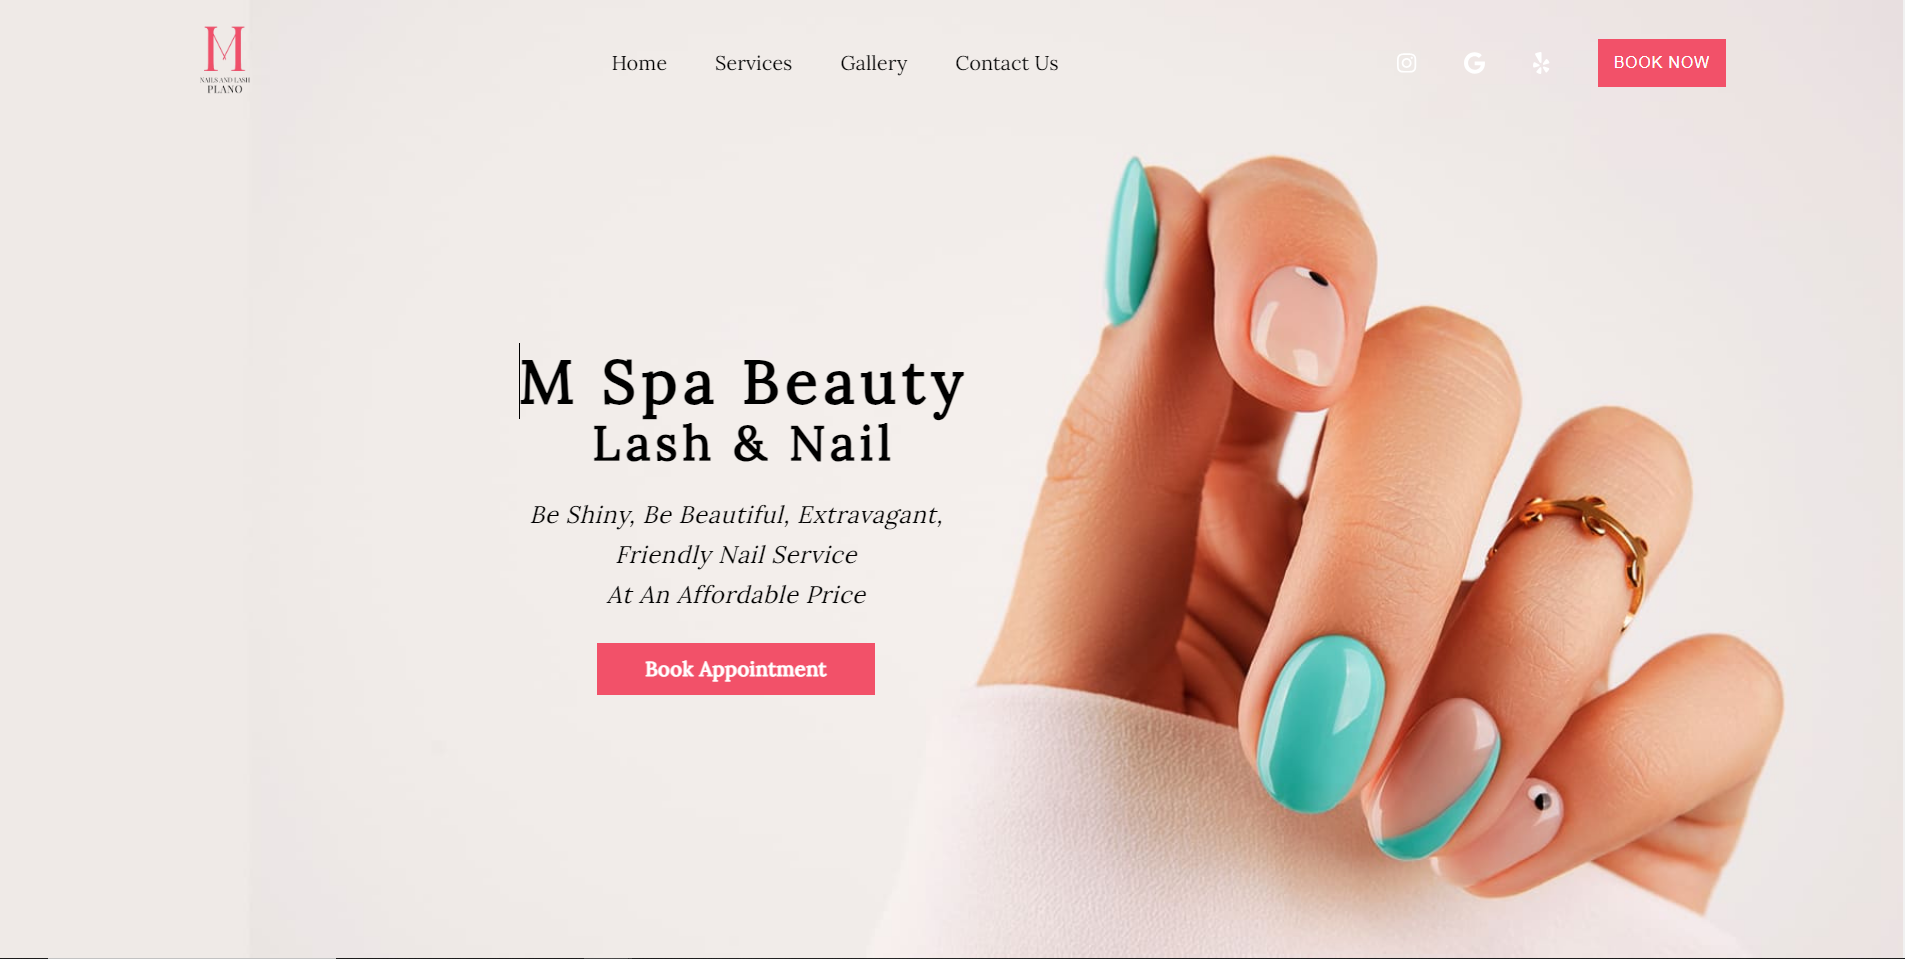 M
NAILS AND LASH
PLANO
Home
Services
Gallery
Contact Us
BOOK NOW
M Spa Beauty
Lash & Nail
Be Shiny, Be Beautiful, Extravagant,
Friendly Nail Service
At An Affordable Price
Book Appointment